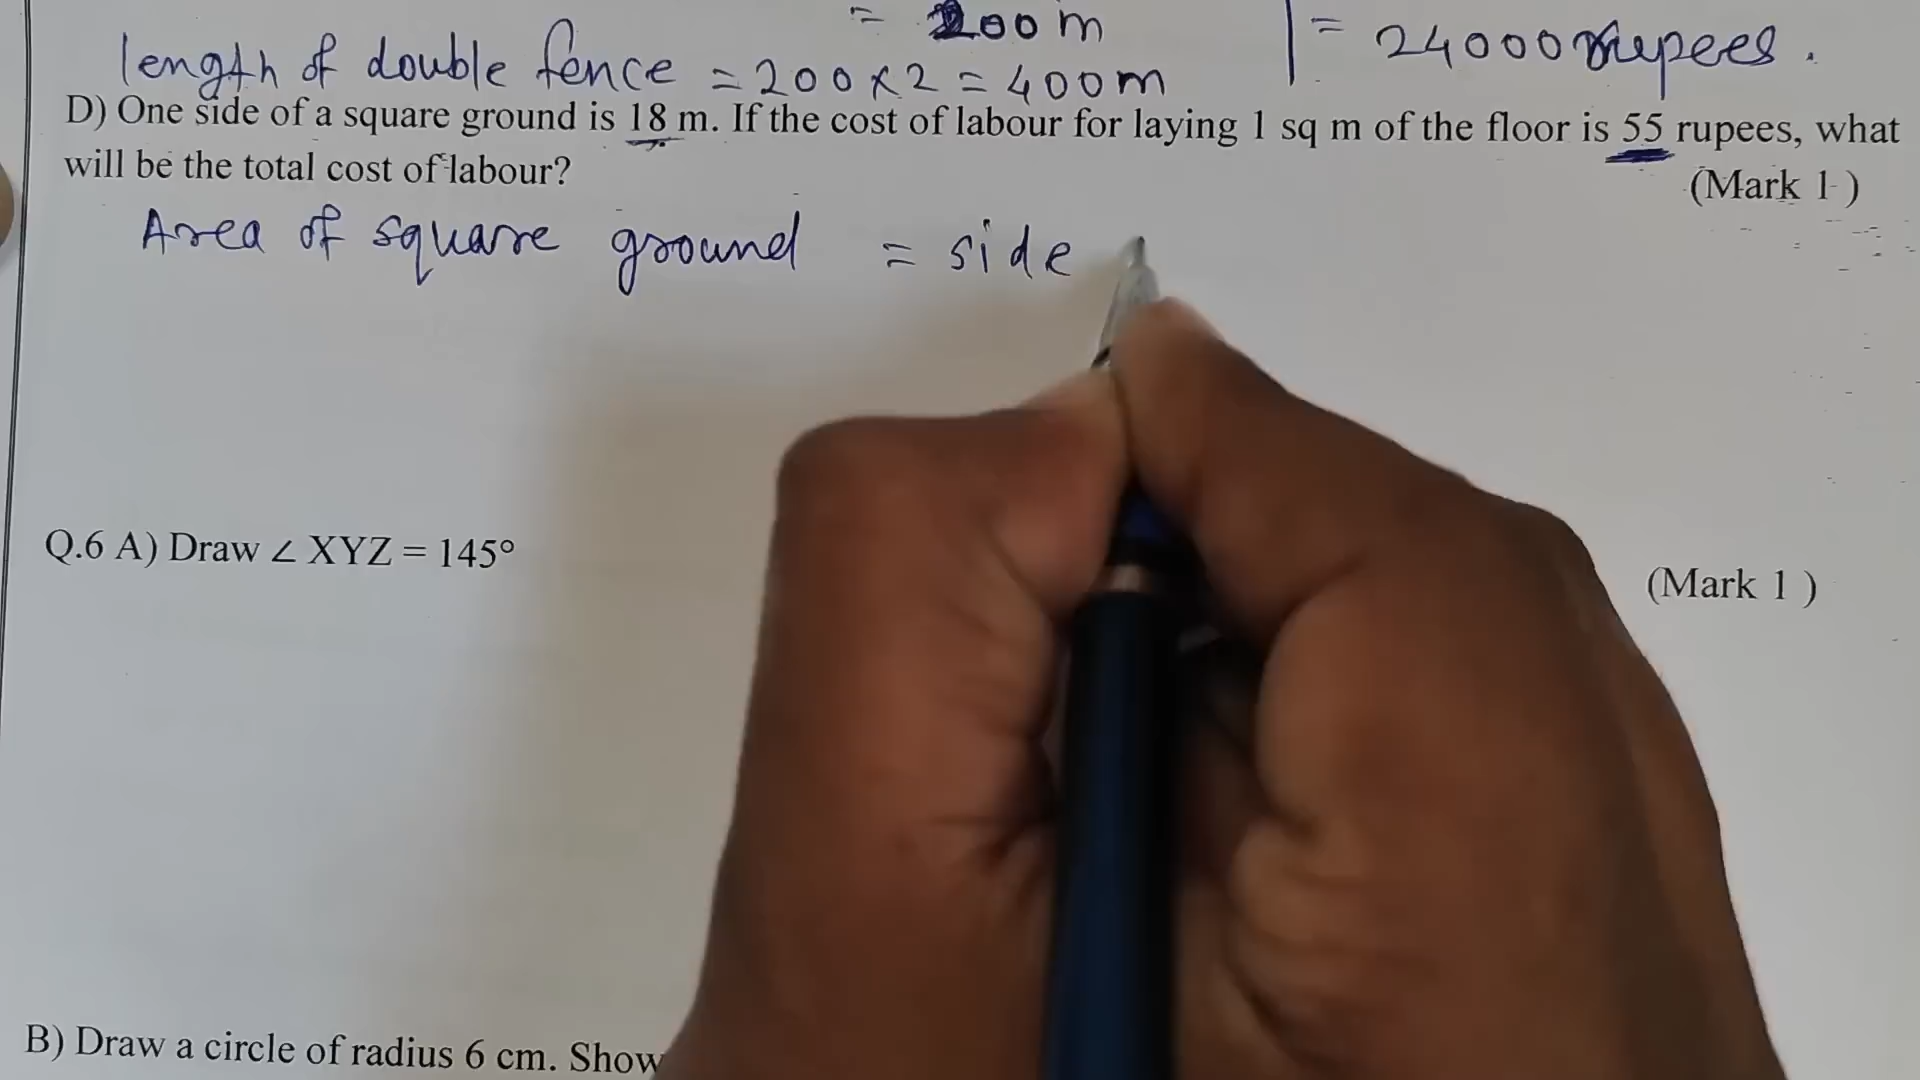 = 200 m
= 24000 rupees.
length of double fence = 200 × 2 = 400 m
D) One side of a square ground is 18 m. If the cost of labour for laying 1 sq m of the floor is 55 rupees, what
will be the total cost of labour?
(Mark 1 )
Area of square ground = side
Q.6 A) Draw ∠ XYZ = 145°
(Mark 1 )
B) Draw a circle of radius 6 cm. Show